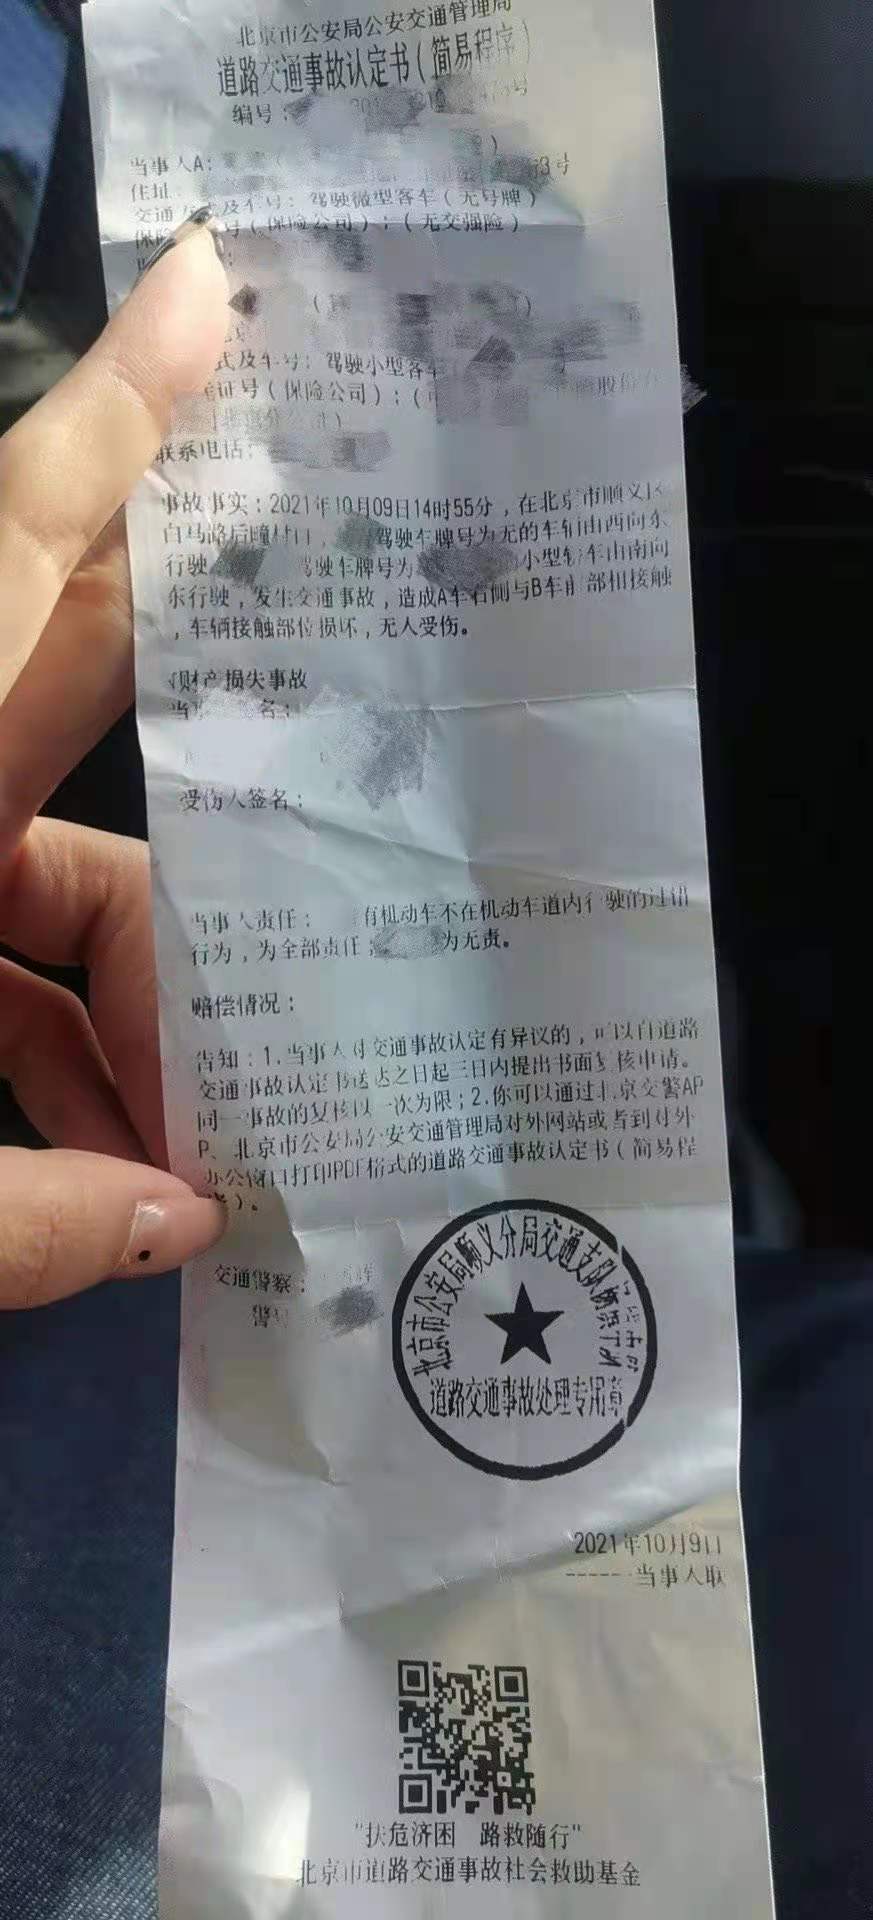 北京市公安局公安交通管理局
道路交通事故认定书(简易程序)
编号:
当事人A: 街3号
住址
交通方式及车号:驾驶微型客车(无号牌)
保险 号(保险公司):(无交强险)
式及车号:驾驶小型客车
证号(保险公司):( 股份有
北京分公司)
联系电话:
事故事实:2021年10月09日14时55分,在北京市顺义区
白马路后疃村口, 驾驶车牌号为无的车辆由西向东
行驶 驾驶车牌号为 小型轿车由南向
东行驶,发生交通事故,造成A车右侧与B车前部相接触
,车辆接触部位损坏,无人受伤。
√财产损失事故
当 名:
受伤人签名:
当事人责任: 有机动车不在机动车道内行驶的过错
行为,为全部责任; 为无责。
赔偿情况:
告知:1.当事人对交通事故认定有异议的,可以自道路
交通事故认定书送达之日起三日内提出书面复核申请。
同一事故的复核以一次为限;2.你可以通过北京交警AP
P、北京市公安局公安交通管理局对外网站或者到对外
办公窗口打印PDF格式的道路交通事故认定书(简易程
序)。
交通警察:
警号
北京市公安局顺义分局交通支队
道路交通事故处理专用章
2021年10月9日
------当事人联
"扶危济困 路救随行"
北京市道路交通事故社会救助基金